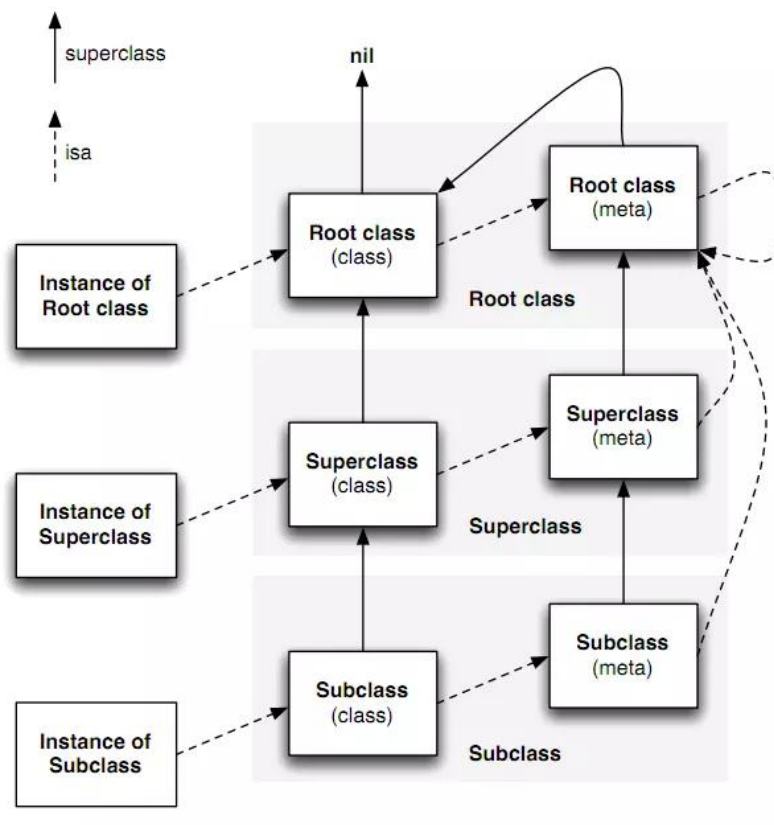 superclass
isa
nil
Root class
(meta)
Root class
(class)
Instance of
Root class
Root class
Superclass
(meta)
Superclass
(class)
Instance of
Superclass
Superclass
Subclass
(meta)
Subclass
(class)
Instance of
Subclass
Subclass